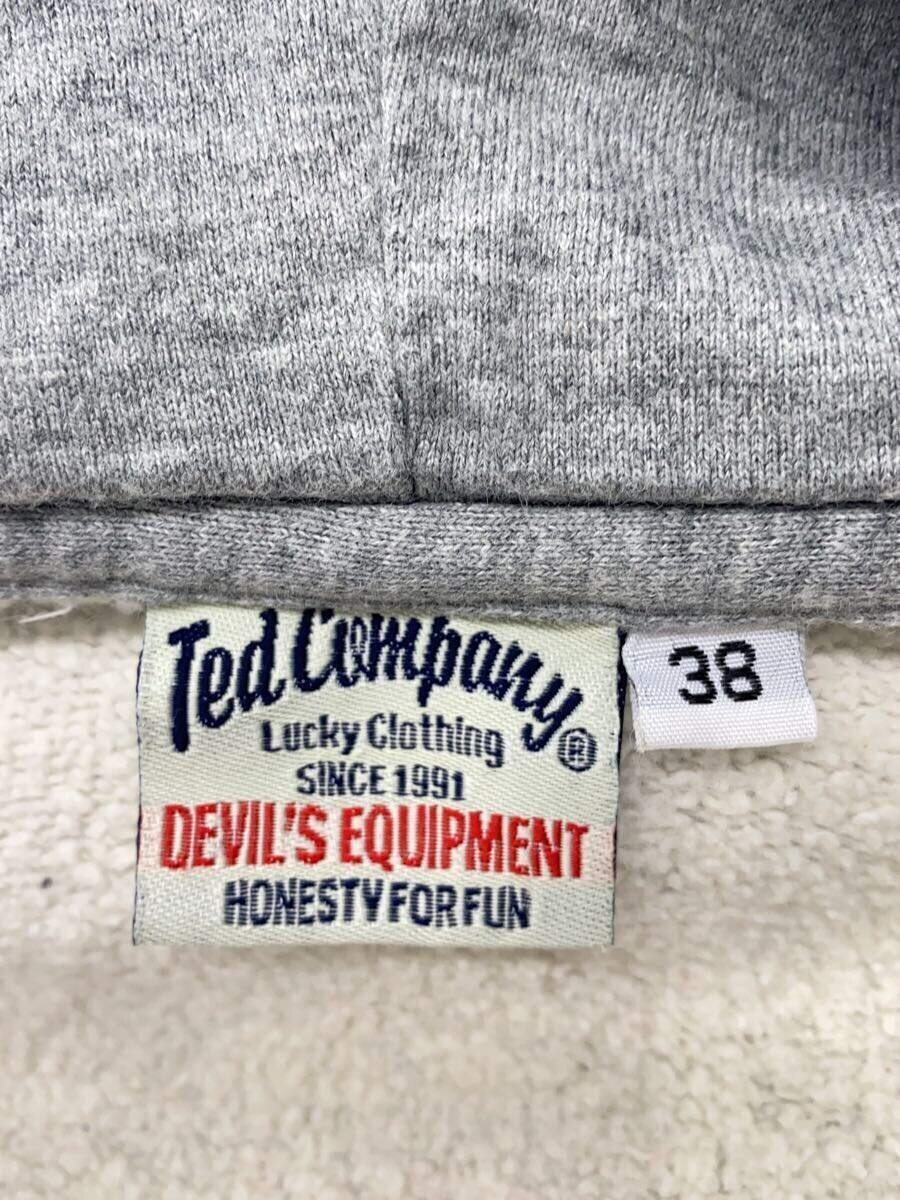 Ted Company®
Lucky Clothing
SINCE 1991
DEVIL'S EQUIPMENT
HONESTY FOR FUN
38